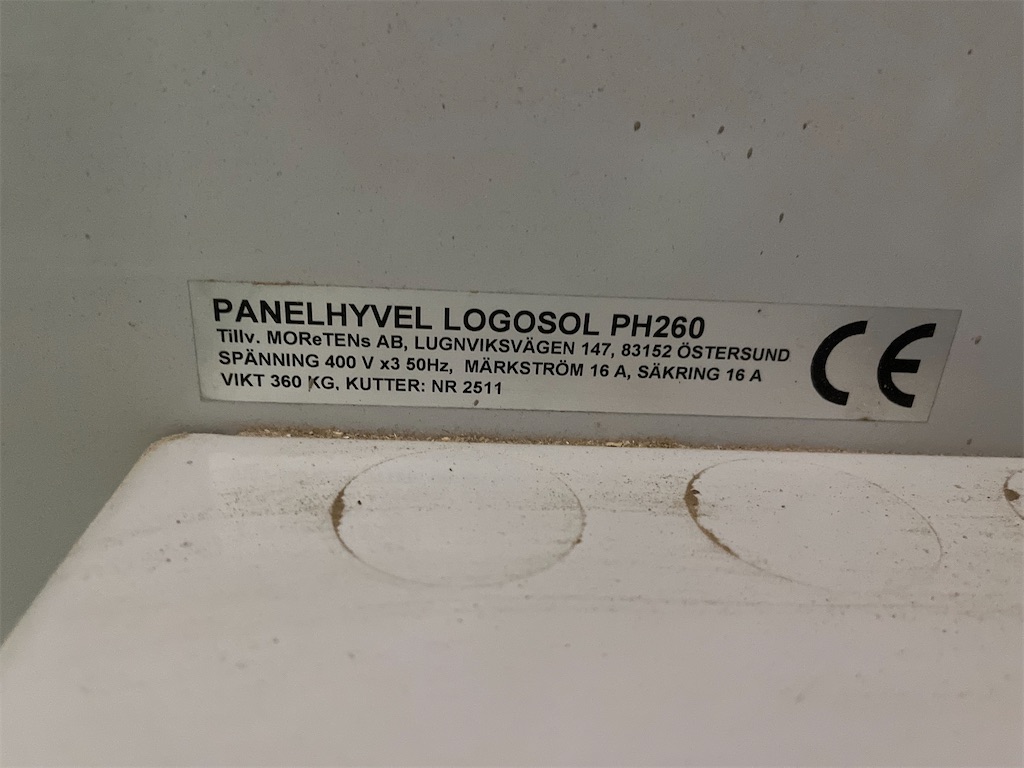 PANELHYVEL LOGOSOL PH260
Tillv. MOReTENs AB, LUGNVIKSVÄGEN 147, 83152 ÖSTERSUND
SPÄNNING 400 V x3 50Hz, MÄRKSTRÖM 16 A, SÄKRING 16 A
VIKT 360 KG, KUTTER: NR 2511
CE